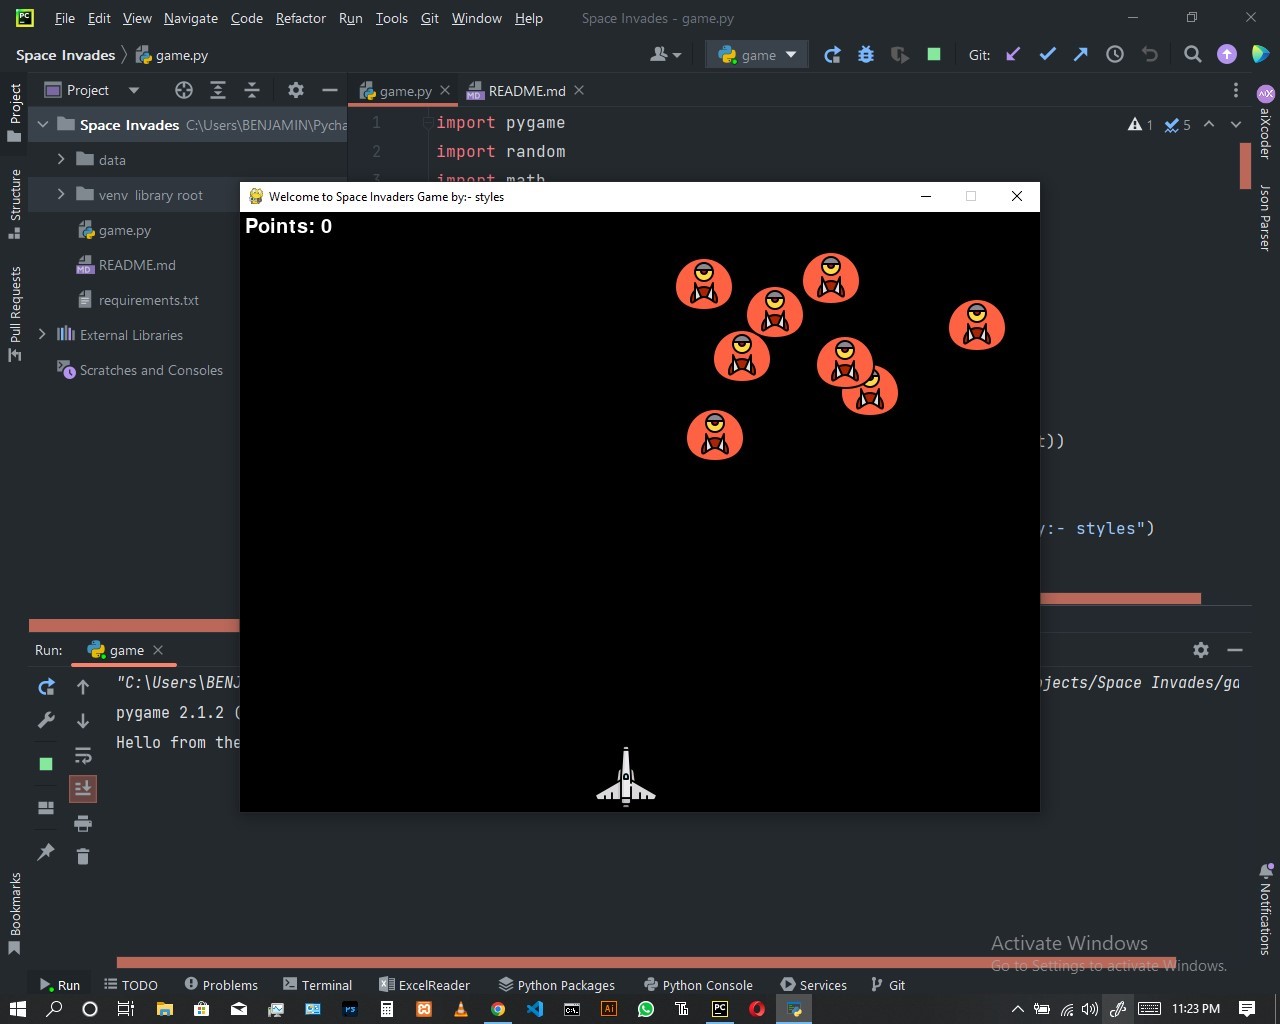 File Edit View Navigate Code Refactor Run Tools Git Window Help Space Invades - game.py
Space Invades game.py game Git:
Project
Project game.py README.md
Space Invades C:\Users\BENJAMIN\Pycha 1 import pygame 1 5
data 2 import random
venv library root 3 import math
game.py
README.md
requirements.txt
External Libraries
Scratches and Consoles
Structure
Pull Requests
Bookmarks
aiXcoder
Json Parser
Notifications
Welcome to Space Invaders Game by:- styles
Points: 0
t))
y:- styles")
Run: game
"C:\Users\BENJ ojects/Space Invades/ga
pygame 2.1.2 (
Hello from the
Activate Windows
Go to Settings to activate Windows.
Run TODO Problems Terminal ExcelReader Python Packages Python Console Services Git
11:23 PM